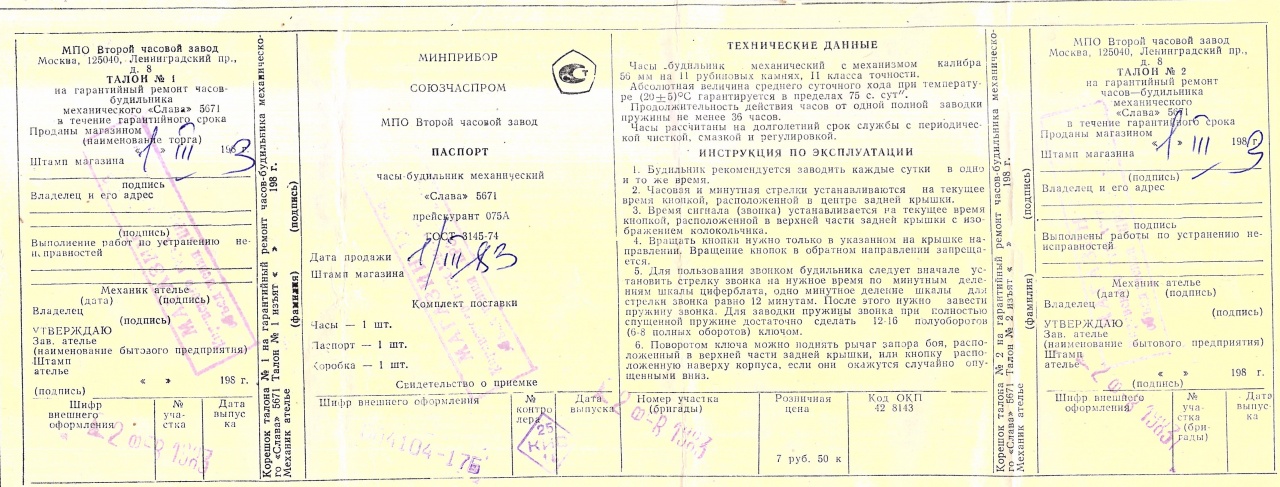 МПО Второй часовой завод
Москва, 125040, Ленинградский пр.,
д. 8
ТАЛОН № 1
на гарантийный ремонт часов-
будильника
механического «Слава» 5671
в течение гарантийного срока
Проданы магазином
(наименование торга)
«1» III 1983 г.
Штамп магазина
подпись
Владелец и его адрес
(подпись)
Выполнение работ по устранению не-
исправностей
Механик ателье
(дата) (подпись)
Владелец
(подпись)
УТВЕРЖДАЮ
Зав. ателье
(наименование бытового предприятия)
Штамп
ателье
« » 198 г.
(подпись)
Шифр
внешнего
оформления
№
уча-
стка
Дата
выпус
ка
2 Ф-В 1983
Корешок талона № 1 на гарантийный ремонт часов-будильника механическо-
го «Слава» 5671 Талон № 1 изъят « » 198 г.
Механик ателье (фамилия) (подпись)
МИНПРИБОР
СОЮЗЧАСПРОМ
МПО Второй часовой завод
ПАСПОРТ
часы-будильник механический
«Слава» 5671
прейскурант 075А
ГОСТ 3145-74
Дата продажи 1/III 83
Штамп магазина
Комплект поставки
Часы — 1 шт.
Паспорт — 1 шт.
Коробка — 1 шт.
Свидетельство о приемке
Шифр внешнего оформления
№
контро
лера
Дата
выпуска
4104-176
25
2 Ф-В 1983
ТЕХНИЧЕСКИЕ ДАННЫЕ
Часы -будильник механический с механизмом калибра
56 мм на 11 рубиновых камнях, II класса точности.
Абсолютная величина среднего суточного хода при температу-
ре (20±5)°С гарантируется в пределах 75 с. сут".
Продолжительность действия часов от одной полной заводки
пружины не менее 36 часов.
Часы рассчитаны на долголетний срок службы с периодичес-
кой чисткой, смазкой и регулировкой.
ИНСТРУКЦИЯ ПО ЭКСПЛУАТАЦИИ
1. Будильник рекомендуется заводить каждые сутки в одно
и то же время.
2. Часовая и минутная стрелки устанавливаются на текущее
время кнопкой, расположенной в центре задней крышки.
3. Время сигнала (звонка) устанавливается на текущее время
кнопкой, расположенной в верхней части задней крышки с изо-
бражением колокольчика.
4. Вращать кнопки нужно только в указанном на крышке на-
правлении. Вращение кнопок в обратном направления запреща-
ется.
5. Для пользования звонком будильника следует вначале ус-
тановить стрелку звонка на нужное время по минутным деле-
ниям шкалы циферблата, одно минутное деление шкалы для
стрелки звонка равно 12 минутам. После этого нужно завести
пружину звонка. Для заводки пружины звонка при полностью
спущенной пружине достаточно сделать 12-16 полуоборотов
(6-8 полных оборотов) ключом.
6. Поворотом ключа можно поднять рычаг запора боя, распо-
ложенный в верхней части задней крышки, или кнопку распо-
ложенную наверху корпуса, если они окажутся случайно опу-
щенными вниз.
Номер участка
(бригады)
Розничная
цена
7 руб. 50 к
Код ОКП
42 8143
Корешок талона № 2 на гарантийный ремонт часов-будильника механическо-
го «Слава» 5671 Талон № 2 изъят « » 198 г.
Механик ателье (фамилия) (подпись)
МПО Второй часовой завод
Москва, 125040, Ленинградский пр.,
д. 8
ТАЛОН № 2
на гарантийный ремонт
часов—будильника
механического
«Слава» 5671
в течение гарантийного срока
Проданы магазином «1» III 1983 г.
Штамп магазина
(подпись)
Владелец и его адрес
подпись
Выполнены работы по устранению не-
исправностей
Механик ателье
(дата) (подпись)
Владелец
(подпись)
УТВЕРЖДАЮ
Зав. ателье
(наименование бытового предприятия)
Штамп
ателье
« » 198 г.
(подпись)
Шифр внешнего
оформления
№
уча-
стка
(бри-
гады)
Дата
выпус-
ка
2 Ф-В 1983